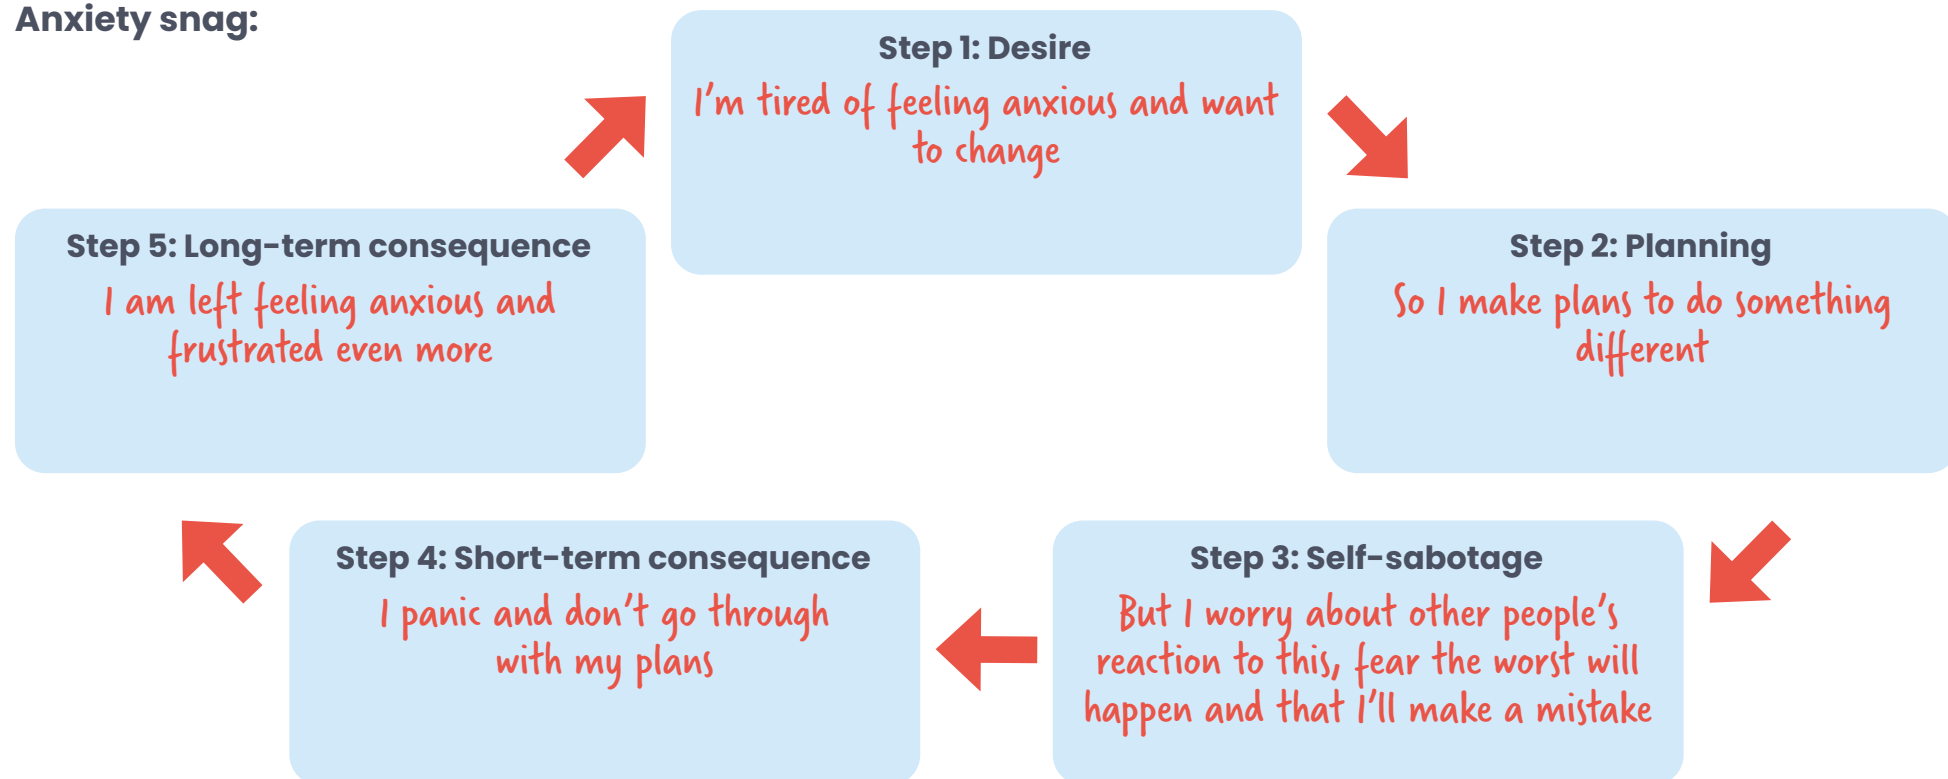 Anxiety snag:
Step 1: Desire
I'm tired of feeling anxious and want
to change
Step 2: Planning
So I make plans to do something
different
Step 3: Self-sabotage
But I worry about other people's
reaction to this, fear the worst will
happen and that I'll make a mistake
Step 4: Short-term consequence
I panic and don't go through
with my plans
Step 5: Long-term consequence
I am left feeling anxious and
frustrated even more